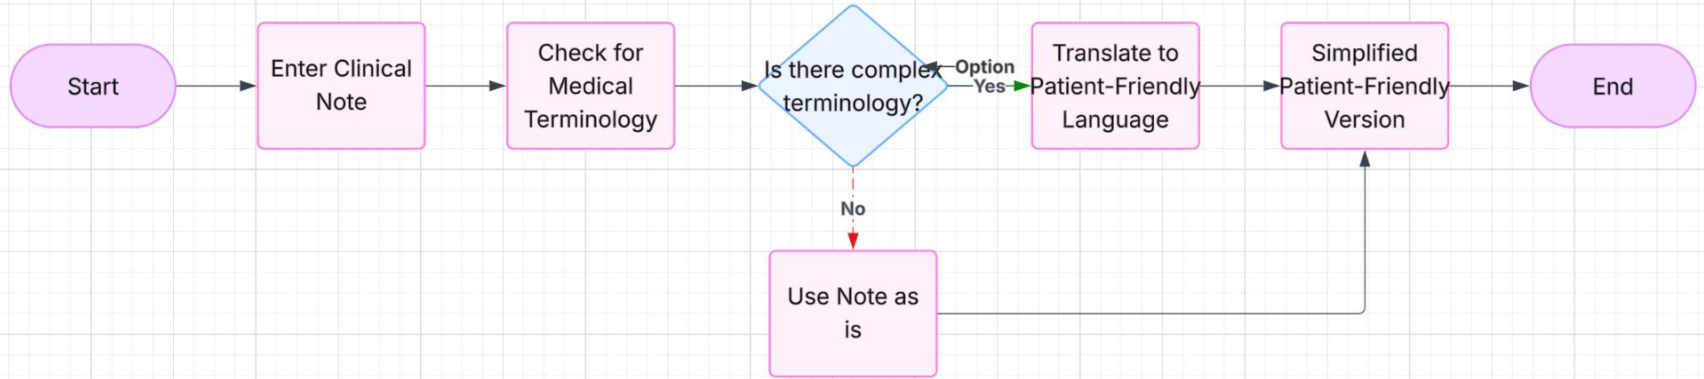 Start
Enter Clinical
Note
Check for
Medical
Terminology
Is there complex
terminology?
Option
Yes
Translate to
Patient-Friendly
Language
Simplified
Patient-Friendly
Version
End
No
Use Note as
is